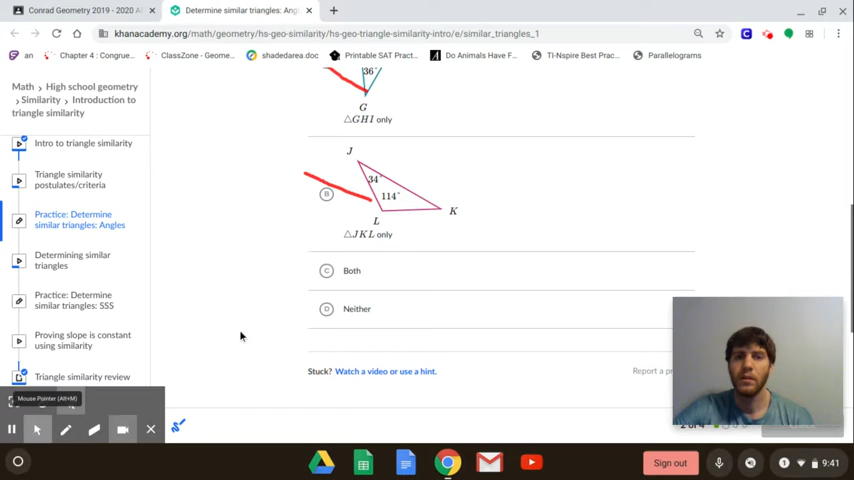 Conrad Geometry 2019 - 2020 A
Determine similar triangles: Ang
khanacademy.org/math/geometry/hs-geo-similarity/hs-geo-triangle-similarity-intro/e/similar_triangles_1
an
Chapter 4 : Congrue...
ClassZone - Geome...
shadedarea.doc
Printable SAT Pract...
Do Animals Have F...
TI-Nspire Best Prac...
Parallelograms
Math > High school geometry
> Similarity > Introduction to
triangle similarity
Intro to triangle similarity
Triangle similarity
postulates/criteria
Practice: Determine
similar triangles: Angles
Determining similar
triangles
Practice: Determine
similar triangles: SSS
Proving slope is constant
using similarity
Triangle similarity review
Mouse Pointer (Alt+M)
36°
G
△GHI only
J
34°
114°
B
L
K
△JKL only
C Both
D Neither
Stuck? Watch a video or use a hint.
Report a pr
2 of 4
Sign out
1
9:41